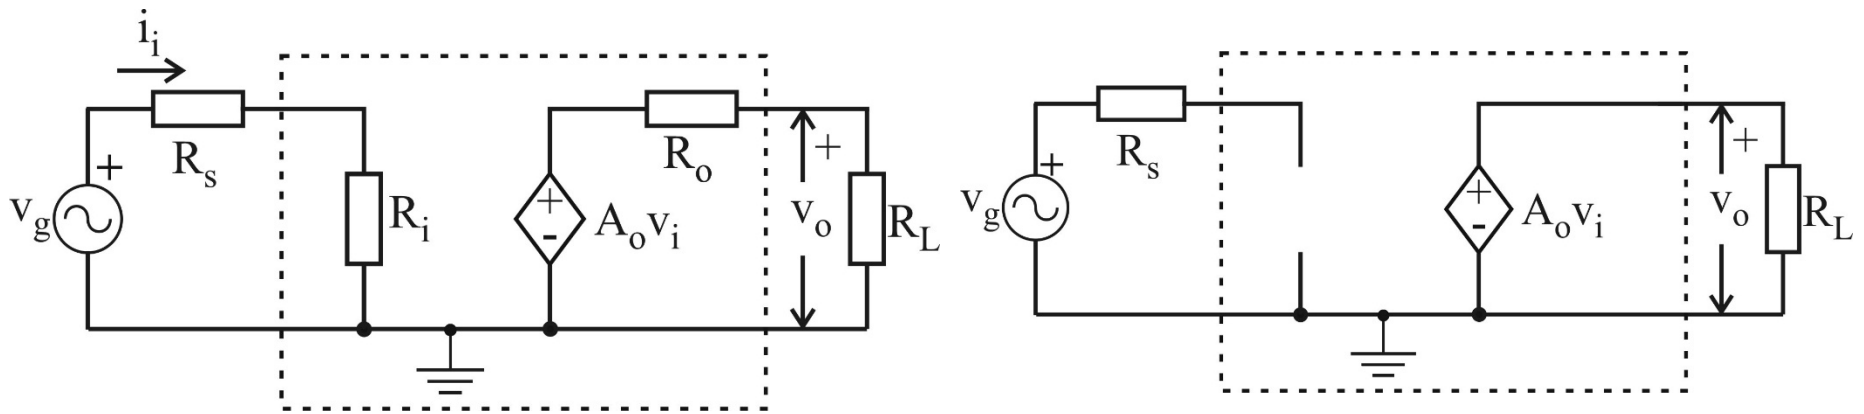 i_i
R_s
R_o
+
+
v_g
R_i
+
-
A_o v_i
v_o
R_L
R_s
+
+
v_g
+
-
A_o v_i
v_o
R_L